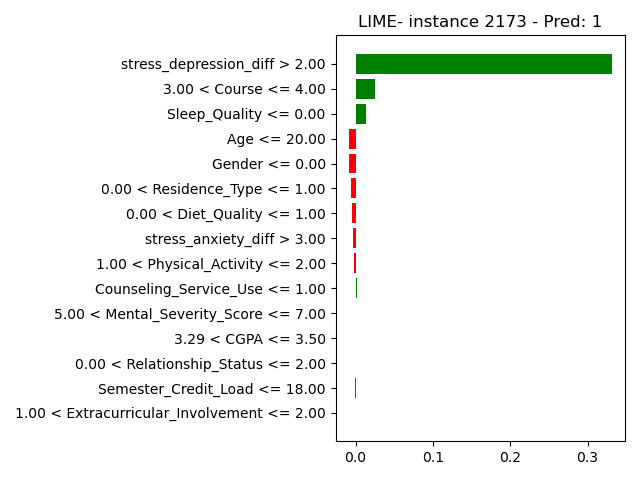 LIME- instance 2173 - Pred: 1
stress_depression_diff > 2.00
3.00 < Course <= 4.00
Sleep_Quality <= 0.00
Age <= 20.00
Gender <= 0.00
0.00 < Residence_Type <= 1.00
0.00 < Diet_Quality <= 1.00
stress_anxiety_diff > 3.00
1.00 < Physical_Activity <= 2.00
Counseling_Service_Use <= 1.00
5.00 < Mental_Severity_Score <= 7.00
3.29 < CGPA <= 3.50
0.00 < Relationship_Status <= 2.00
Semester_Credit_Load <= 18.00
1.00 < Extracurricular_Involvement <= 2.00
0.0 0.1 0.2 0.3